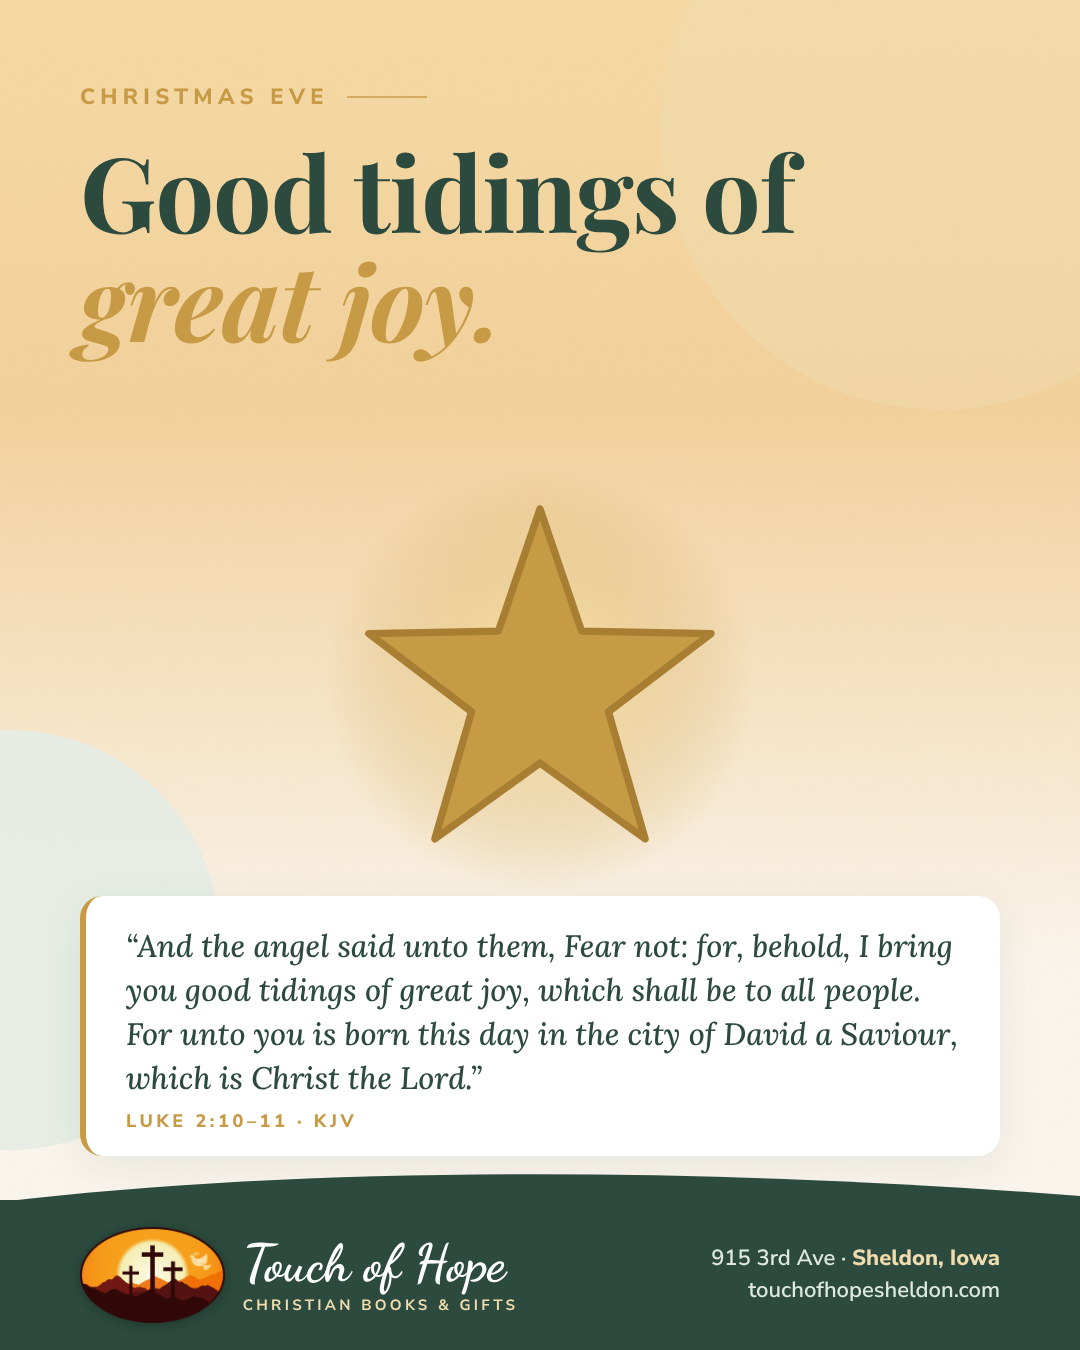 CHRISTMAS EVE
Good tidings of
great joy.
“And the angel said unto them, Fear not: for, behold, I bring
you good tidings of great joy, which shall be to all people.
For unto you is born this day in the city of David a Saviour,
which is Christ the Lord.”
LUKE 2:10–11 · KJV
Touch of Hope
CHRISTIAN BOOKS & GIFTS
915 3rd Ave · Sheldon, Iowa
touchofhopesheldon.com